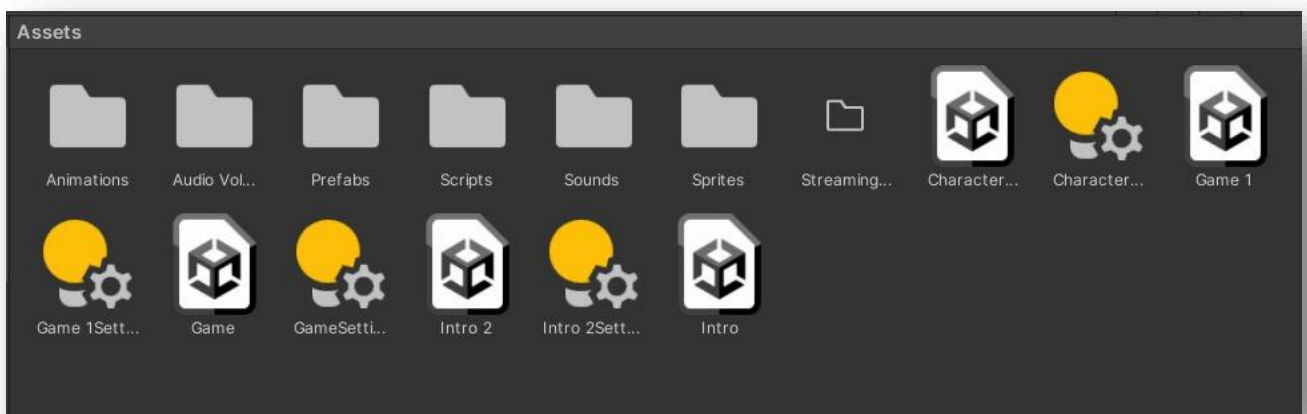 Assets
Animations Audio Vol... Prefabs Scripts Sounds Sprites Streaming... Character... Character... Game 1
Game 1Sett... Game GameSetti... Intro 2 Intro 2Sett... Intro